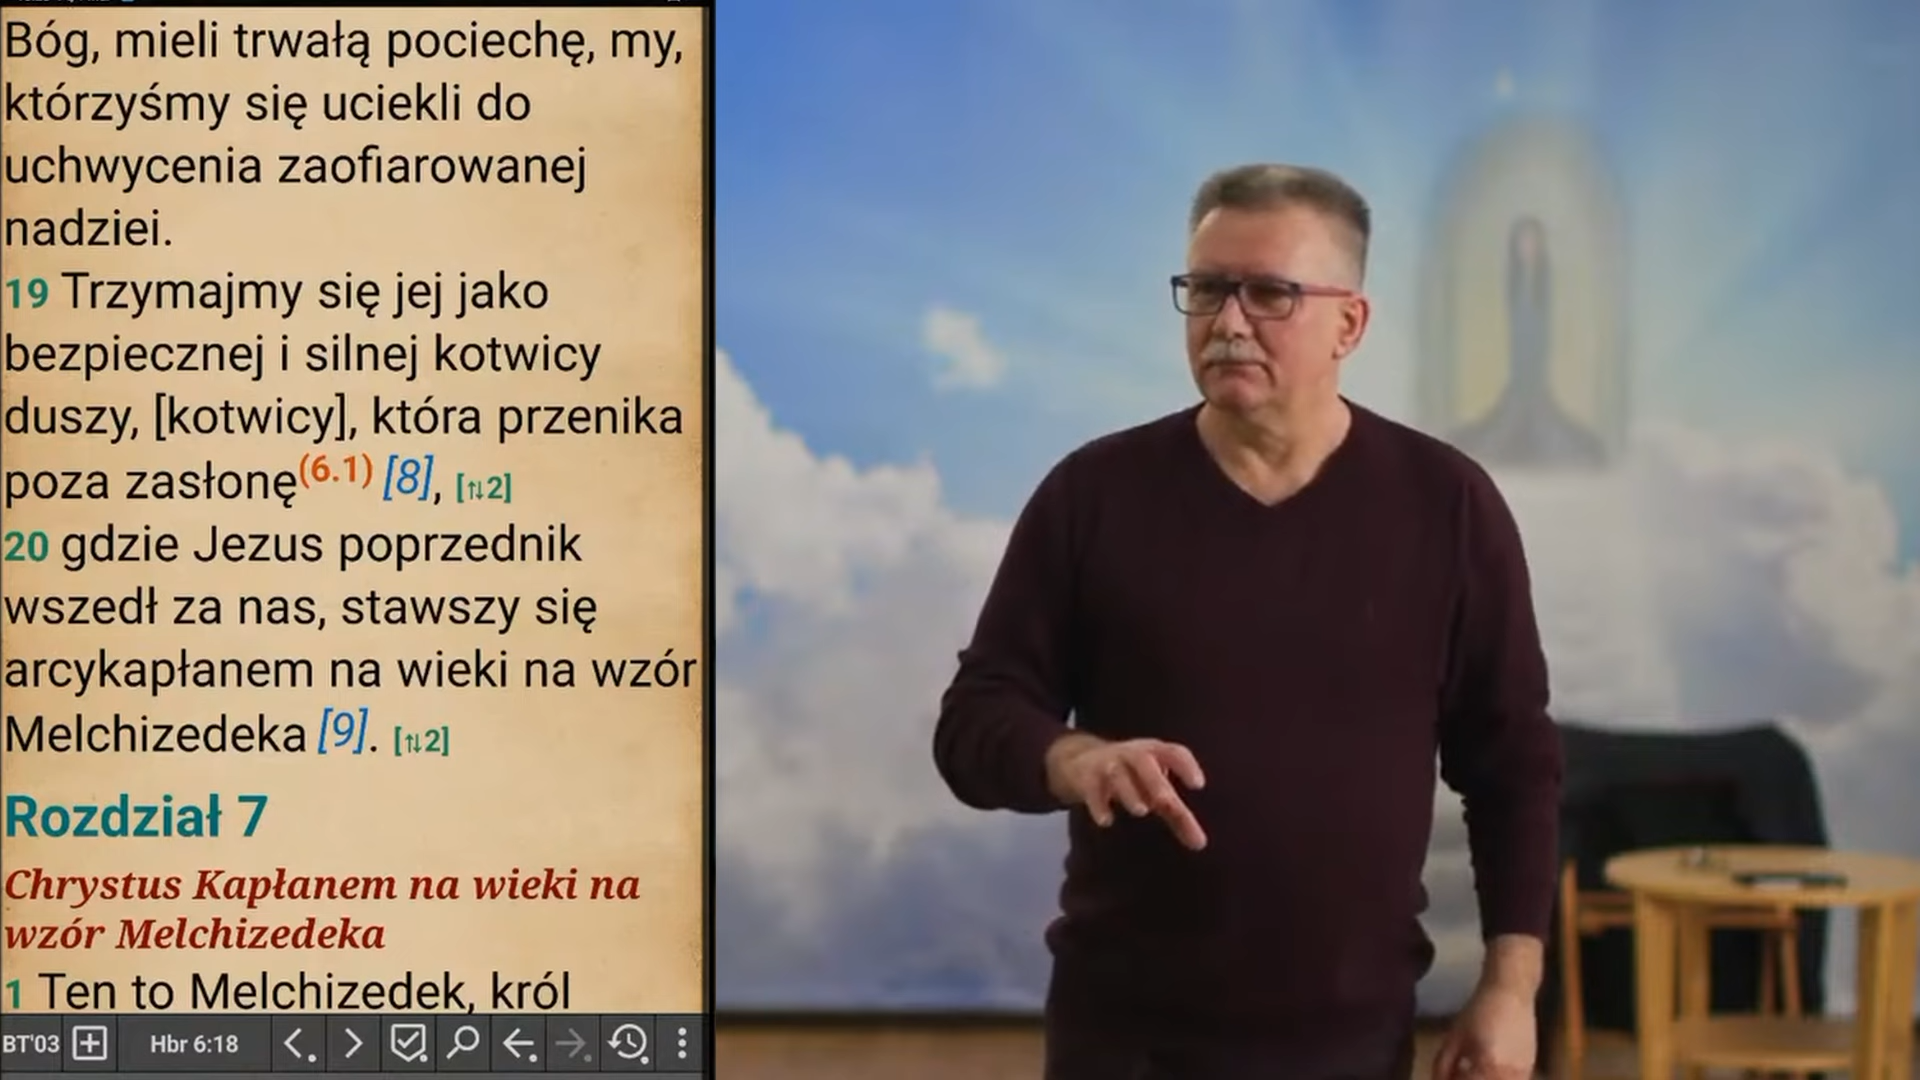 Bóg, mieli trwałą pociechę, my,
którzyśmy się uciekli do
uchwycenia zaofiarowanej
nadziei.
19 Trzymajmy się jej jako
bezpiecznej i silnej kotwicy
duszy, [kotwicy], która przenika
poza zasłonę(6.1) [8], [⇅2]
20 gdzie Jezus poprzednik
wszedł za nas, stawszy się
arcykapłanem na wieki na wzór
Melchizedeka [9]. [⇅2]
Rozdział 7
Chrystus Kapłanem na wieki na
wzór Melchizedeka
1 Ten to Melchizedek, król
BT'03 Hbr 6:18